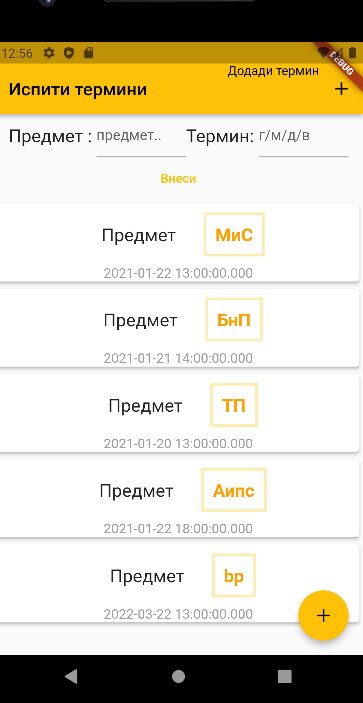 12:56
DEBUG
Додади термин
Испити термини
Предмет : предмет.. Термин: г/м/д/в
Внеси
Предмет МиС
2021-01-22 13:00:00.000
Предмет БнП
2021-01-21 14:00:00.000
Предмет ТП
2021-01-20 13:00:00.000
Предмет Аипс
2021-01-22 18:00:00.000
Предмет bp
2022-03-22 13:00:00.000